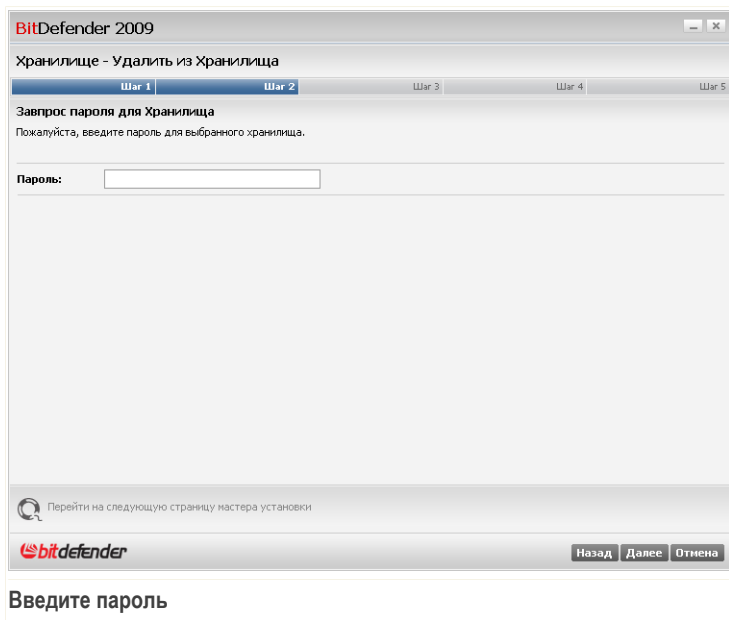 BitDefender 2009
Хранилище - Удалить из Хранилища
Шаг 1 Шаг 2 Шаг 3 Шаг 4 Шаг 5
Завпрос пароля для Хранилища
Пожалуйста, введите пароль для выбранного хранилища.
Пароль:
Перейти на следующую страницу мастера установки
bitdefender
Назад Далее Отмена
Введите пароль